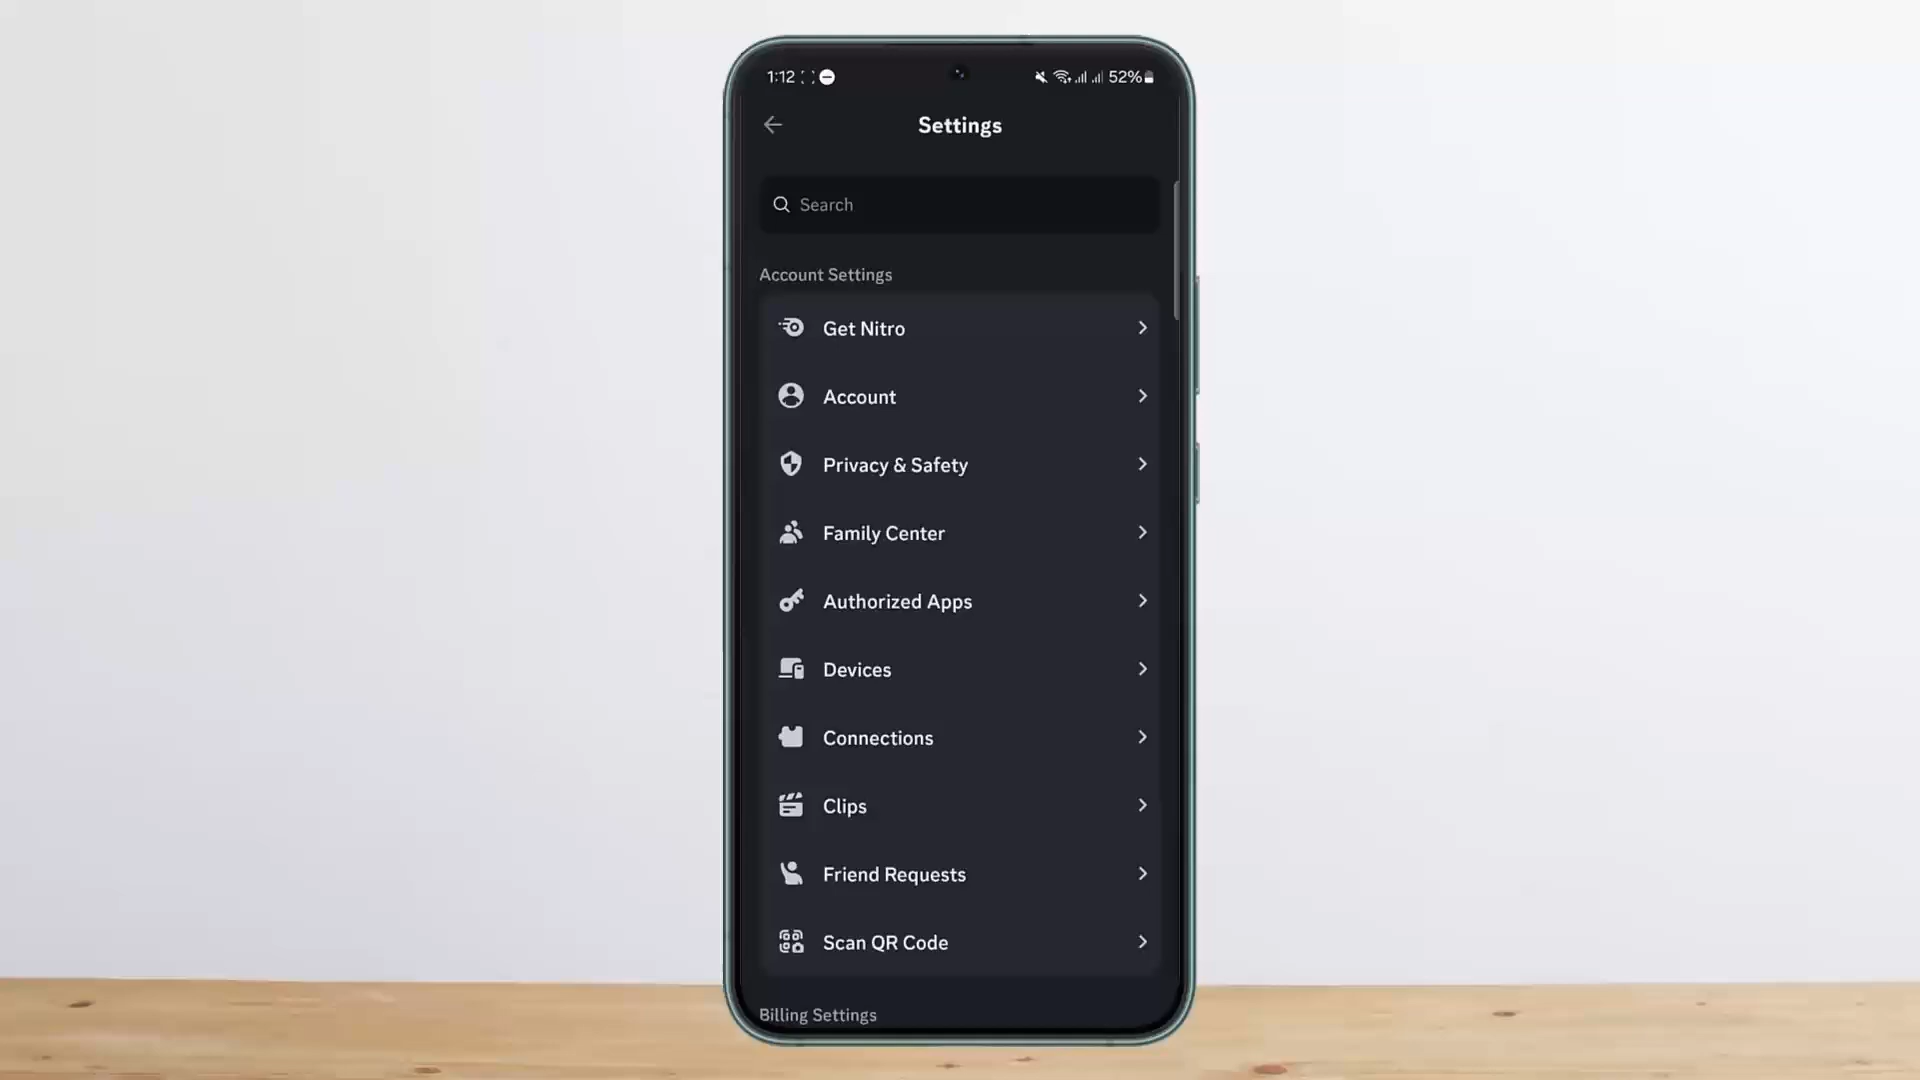 1:12
52%
Settings
Search
Account Settings
Get Nitro
Account
Privacy & Safety
Family Center
Authorized Apps
Devices
Connections
Clips
Friend Requests
Scan QR Code
Billing Settings